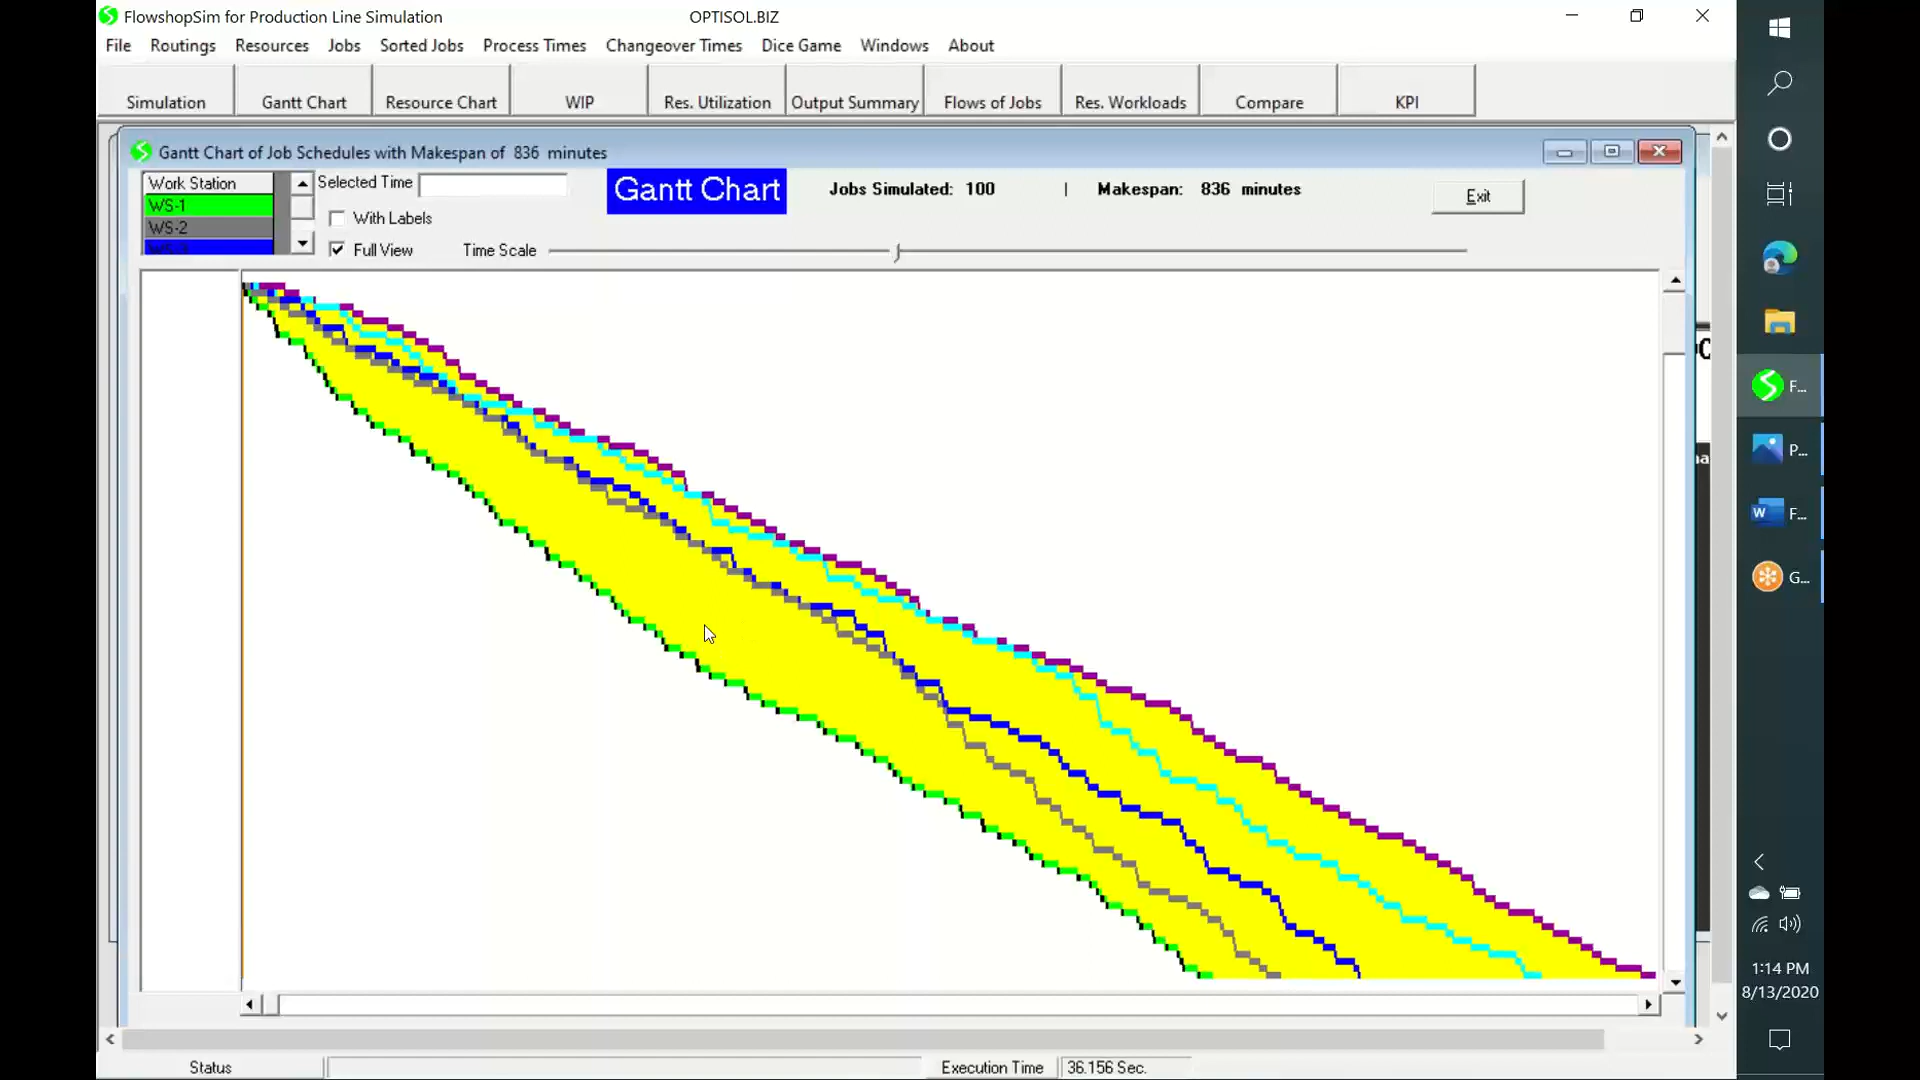 FlowshopSim for Production Line Simulation OPTISOL.BIZ
File Routings Resources Jobs Sorted Jobs Process Times Changeover Times Dice Game Windows About
Simulation Gantt Chart Resource Chart WIP Res. Utilization Output Summary Flows of Jobs Res. Workloads Compare KPI
Gantt Chart of Job Schedules with Makespan of 836 minutes
Work Station
WS-1
WS-2
WS-3
Selected Time
With Labels
Full View
Time Scale
Gantt Chart
Jobs Simulated: 100 | Makespan: 836 minutes
Exit
Status
Execution Time 36.156 Sec.
F...
P...
F...
G...
1:14 PM
8/13/2020